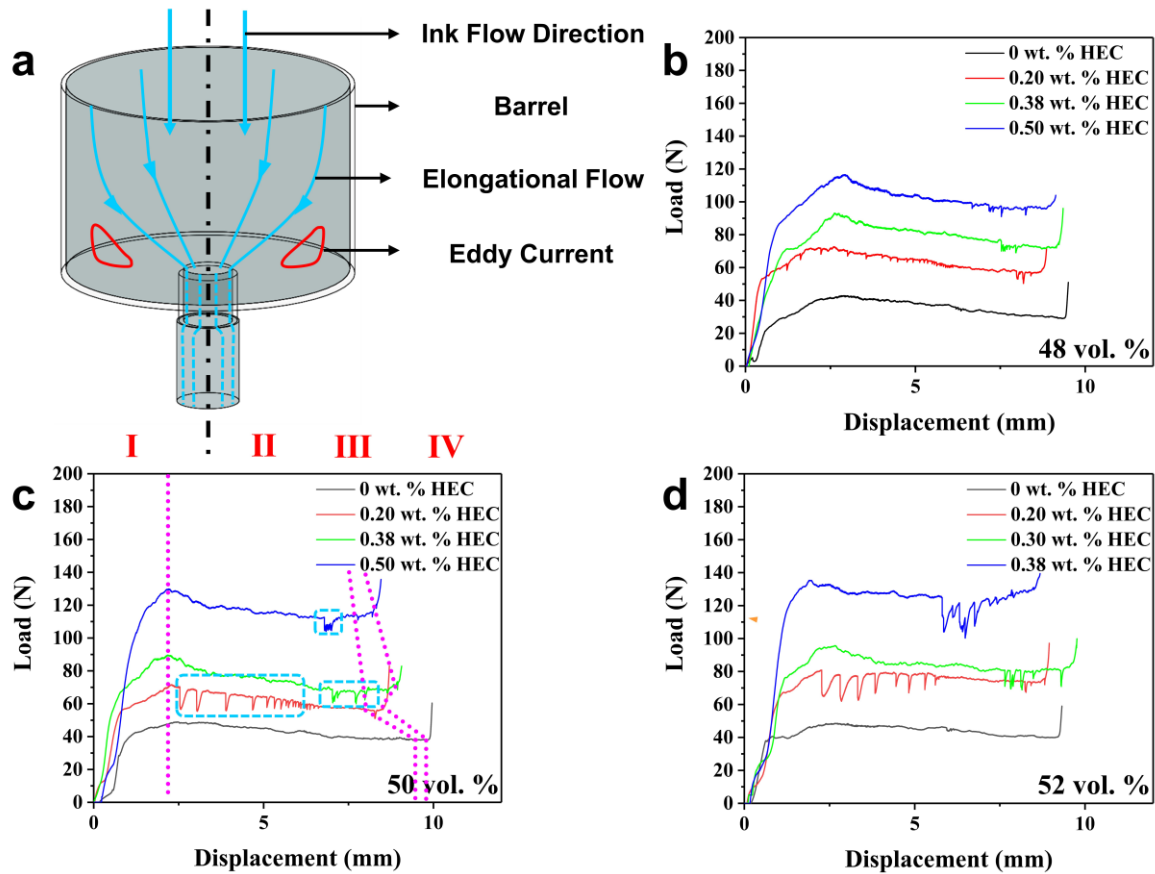 a
Ink Flow Direction
Barrel
Elongational Flow
Eddy Current
b
0 wt. % HEC
0.20 wt. % HEC
0.38 wt. % HEC
0.50 wt. % HEC
200
180
160
140
120
100
80
60
40
20
0
Load (N)
48 vol. %
0
5
10
Displacement (mm)
I
II
III
IV
c
0 wt. % HEC
0.20 wt. % HEC
0.38 wt. % HEC
0.50 wt. % HEC
200
180
160
140
120
100
80
60
40
20
0
Load (N)
50 vol. %
0
5
10
Displacement (mm)
d
0 wt. % HEC
0.20 wt. % HEC
0.30 wt. % HEC
0.38 wt. % HEC
200
180
160
140
120
100
80
60
40
20
0
Load (N)
52 vol. %
0
5
10
Displacement (mm)